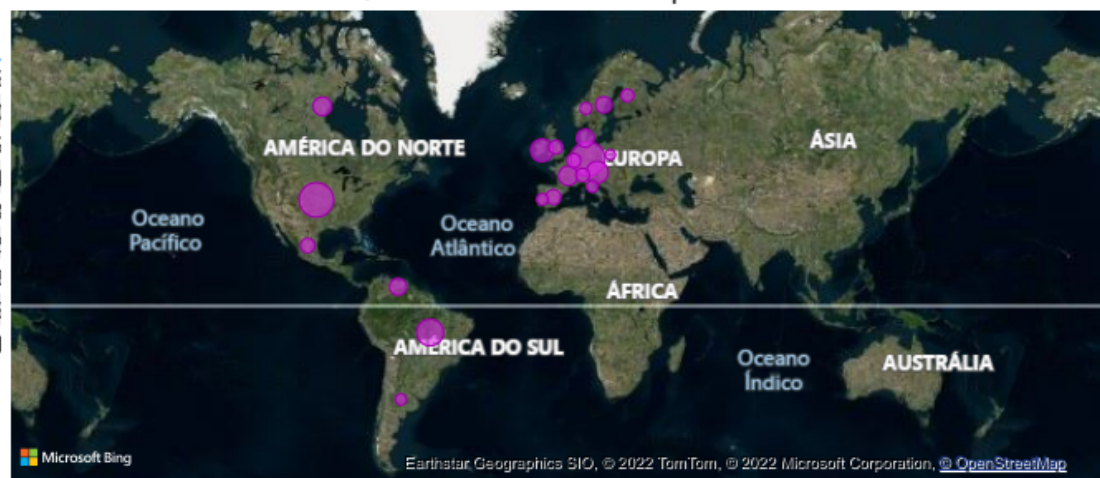 ÁSIA
AMÉRICA DO NORTE
EUROPA
Oceano
Pacífico
Oceano
Atlântico
ÁFRICA
AMÉRICA DO SUL
Oceano
Índico
AUSTRÁLIA
Microsoft Bing
Earthstar Geographics SIO, © 2022 TomTom, © 2022 Microsoft Corporation, © OpenStreetMap